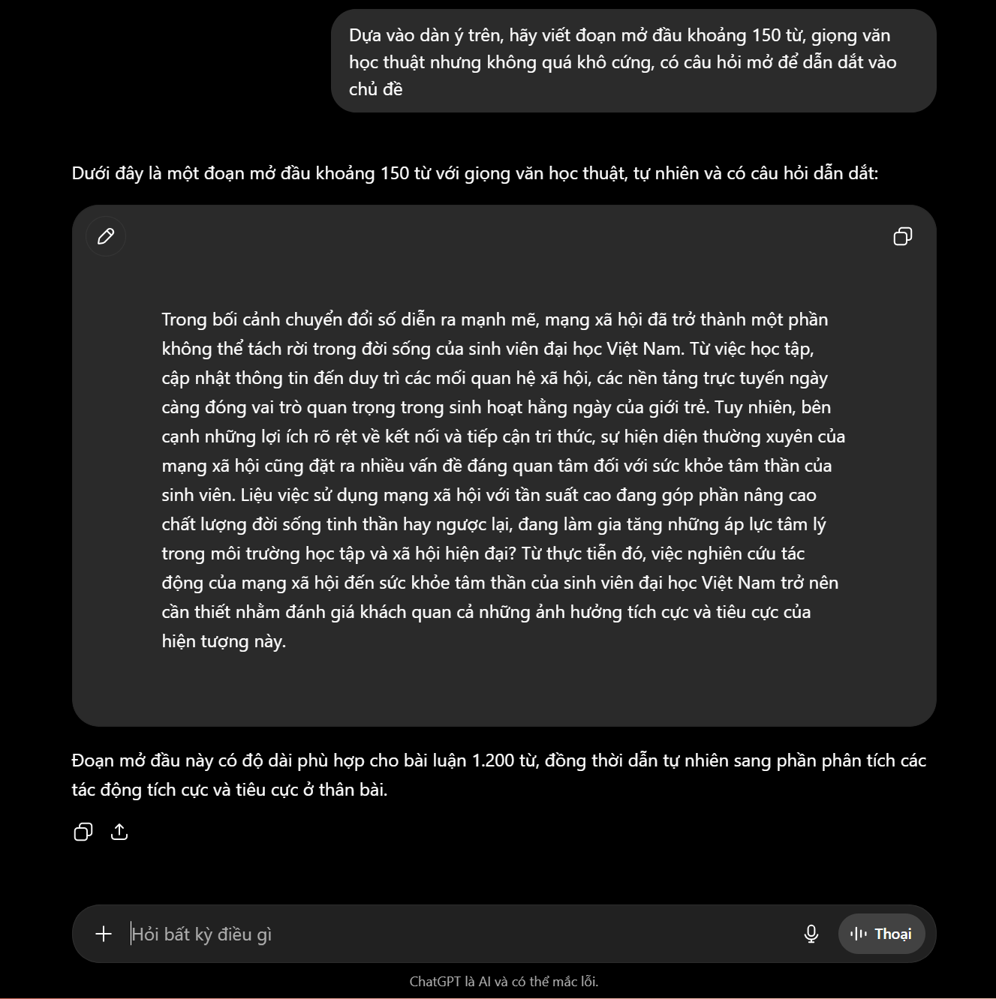 Dựa vào dàn ý trên, hãy viết đoạn mở đầu khoảng 150 từ, giọng văn
học thuật nhưng không quá khô cứng, có câu hỏi mở để dẫn dắt vào
chủ đề
Dưới đây là một đoạn mở đầu khoảng 150 từ với giọng văn học thuật, tự nhiên và có câu hỏi dẫn dắt:
Trong bối cảnh chuyển đổi số diễn ra mạnh mẽ, mạng xã hội đã trở thành một phần
không thể tách rời trong đời sống của sinh viên đại học Việt Nam. Từ việc học tập,
cập nhật thông tin đến duy trì các mối quan hệ xã hội, các nền tảng trực tuyến ngày
càng đóng vai trò quan trọng trong sinh hoạt hằng ngày của giới trẻ. Tuy nhiên, bên
cạnh những lợi ích rõ rệt về kết nối và tiếp cận tri thức, sự hiện diện thường xuyên của
mạng xã hội cũng đặt ra nhiều vấn đề đáng quan tâm đối với sức khỏe tâm thần của
sinh viên. Liệu việc sử dụng mạng xã hội với tần suất cao đang góp phần nâng cao
chất lượng đời sống tinh thần hay ngược lại, đang làm gia tăng những áp lực tâm lý
trong môi trường học tập và xã hội hiện đại? Từ thực tiễn đó, việc nghiên cứu tác
động của mạng xã hội đến sức khỏe tâm thần của sinh viên đại học Việt Nam trở nên
cần thiết nhằm đánh giá khách quan cả những ảnh hưởng tích cực và tiêu cực của
hiện tượng này.
Đoạn mở đầu này có độ dài phù hợp cho bài luận 1.200 từ, đồng thời dẫn tự nhiên sang phần phân tích các
tác động tích cực và tiêu cực ở thân bài.
Hỏi bất kỳ điều gì
Thoại
ChatGPT là AI và có thể mắc lỗi.